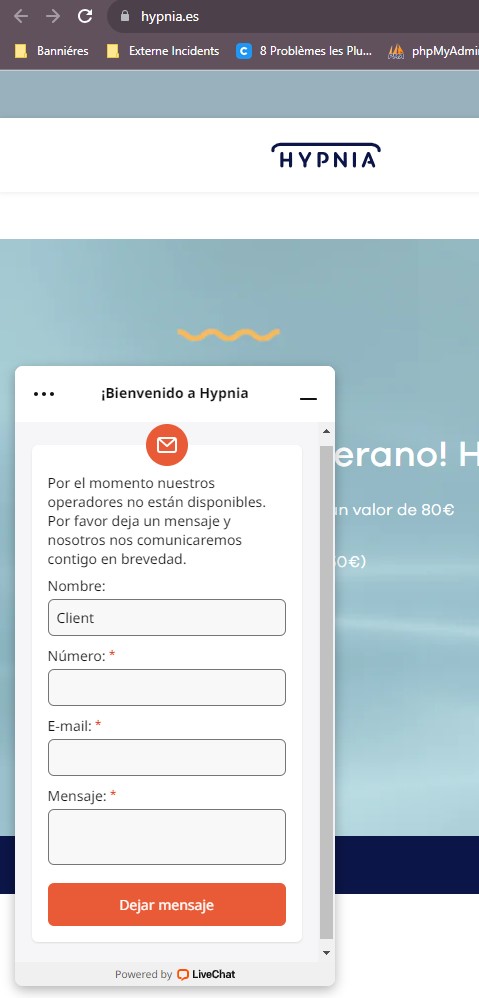 hypnia.es
Banniéres
Externe Incidents
8 Problèmes les Plu...
phpMyAdmi
HYPNIA
¡Bienvenido a Hypnia
erano! H
un valor de 80€
50€)
Por el momento nuestros
operadores no están disponibles.
Por favor deja un mensaje y
nosotros nos comunicaremos
contigo en brevedad.
Nombre:
Client
Número: *
E-mail: *
Mensaje: *
Dejar mensaje
Powered by LiveChat